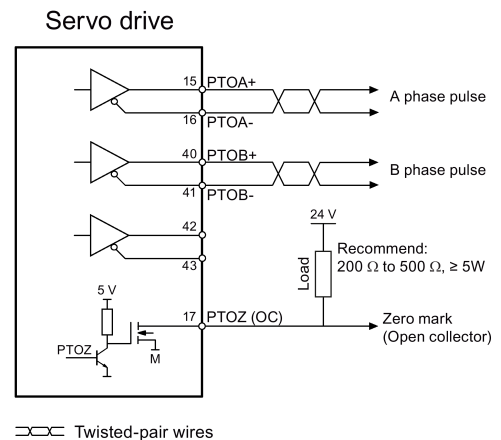 Servo drive
15 PTOA+
A phase pulse
16 PTOA-
40 PTOB+
B phase pulse
41 PTOB-
42
24 V
43
Load
Recommend:
200 Ω to 500 Ω, ≥ 5W
5 V
17 PTOZ (OC)
Zero mark
(Open collector)
PTOZ
M
Twisted-pair wires